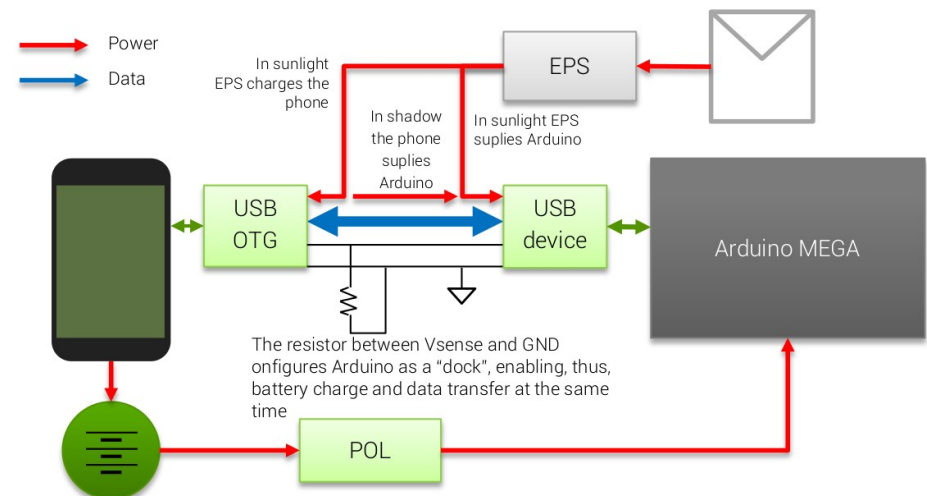 Power
Data
In sunlight
EPS charges the
phone
EPS
In shadow
the phone
suplies
Arduino
In sunlight EPS
suplies Arduino
USB
OTG
USB
device
Arduino MEGA
The resistor between Vsense and GND
onfigures Arduino as a “dock”, enabling, thus,
battery charge and data transfer at the same
time
POL